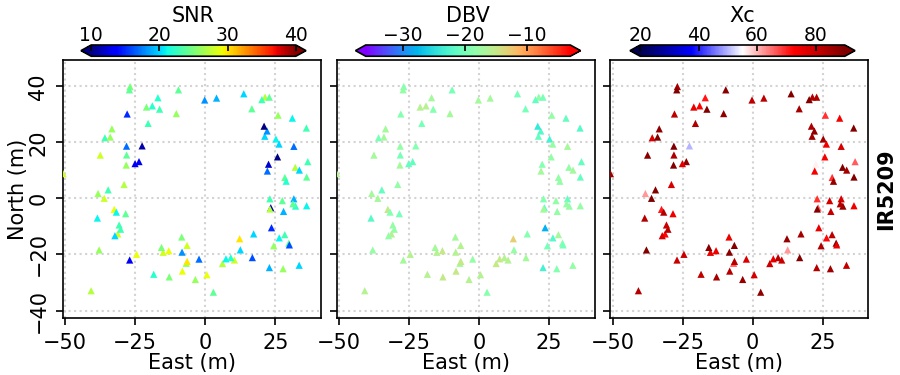 SNR DBV Xc
10 20 30 40 −30 −20 −10 20 40 60 80
North (m)
40
20
0
−20
−40
−50 −25 0 25 −50 −25 0 25 −50 −25 0 25
East (m) East (m) East (m)
IR5209